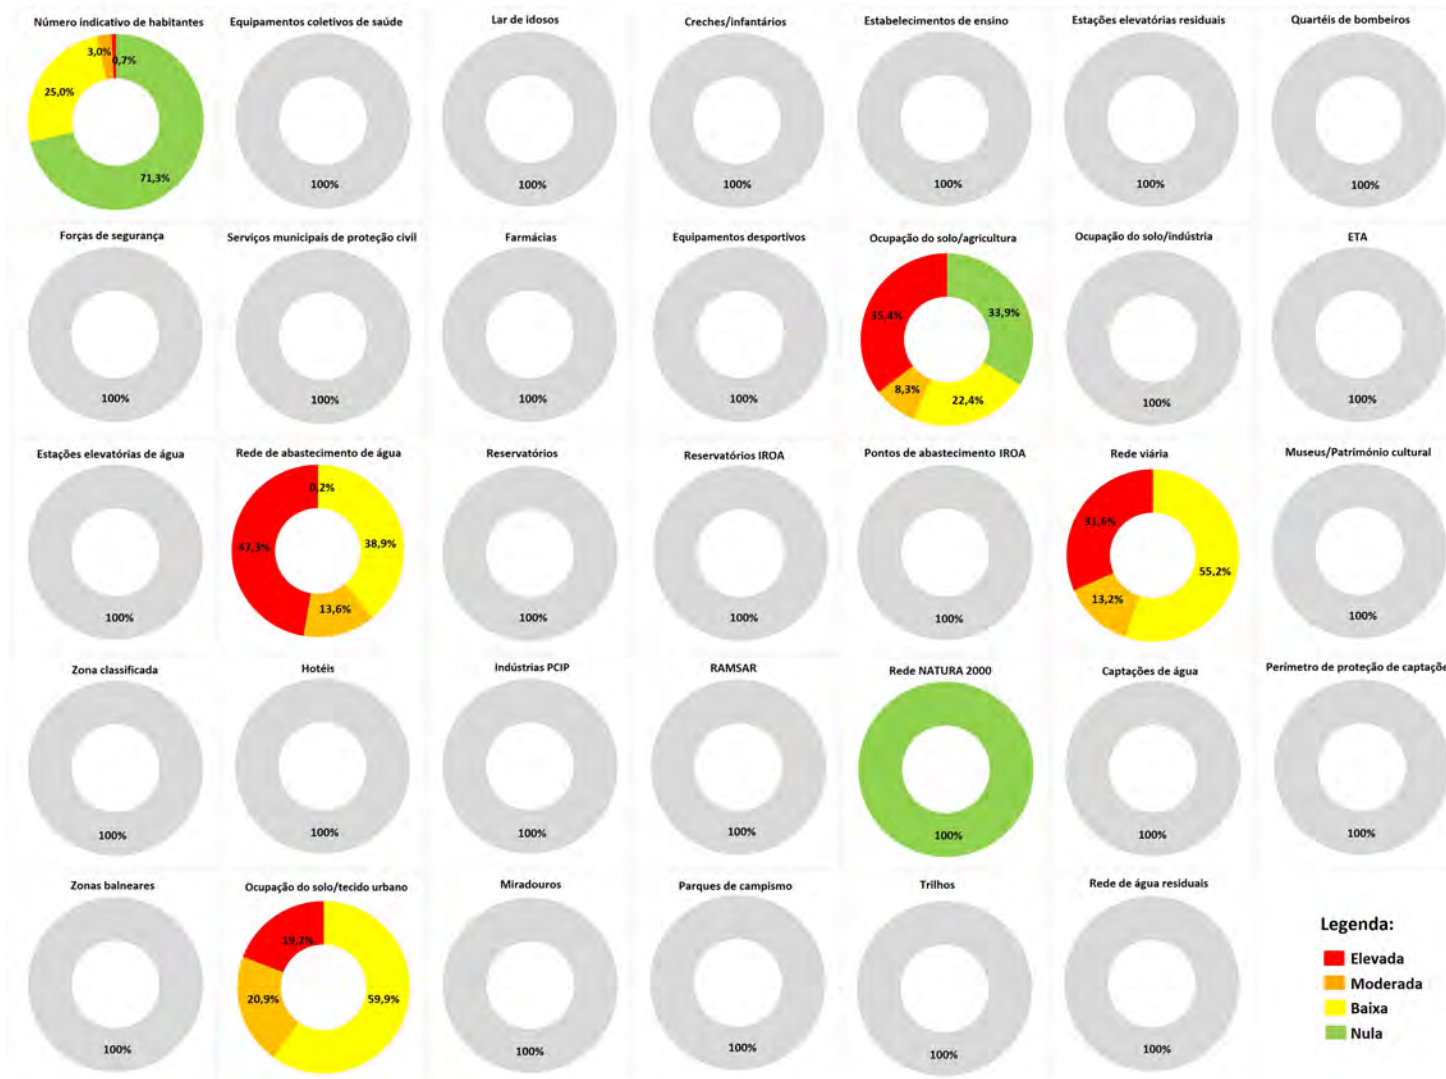 Número indicativo de habitantes
Equipamentos coletivos de saúde
Lar de idosos
Creches/infantários
Estabelecimentos de ensino
Estações elevatórias residuais
Quartéis de bombeiros
3,0%
0,7%
25,0%
71,3%
100%
100%
100%
100%
100%
100%
Forças de segurança
Serviços municipais de proteção civil
Farmácias
Equipamentos desportivos
Ocupação do solo/agricultura
Ocupação do solo/indústria
ETA
35,4%
33,9%
8,3%
22,4%
100%
100%
100%
100%
100%
100%
Estações elevatórias de água
Rede de abastecimento de água
Reservatórios
Reservatórios IROA
Pontos de abastecimento IROA
Rede viária
Museus/Património cultural
0,2%
47,3%
38,9%
13,6%
31,6%
55,2%
13,2%
100%
100%
100%
100%
100%
Zona classificada
Hotéis
Indústrias PCIP
RAMSAR
Rede NATURA 2000
Captações de água
Perímetro de proteção de captaçõe
100%
100%
100%
100%
100%
100%
100%
Zonas balneares
Ocupação do solo/tecido urbano
Miradouros
Parques de campismo
Trilhos
Rede de água residuais
19,2%
20,9%
59,9%
100%
100%
100%
100%
100%
Legenda:
Elevada
Moderada
Baixa
Nula